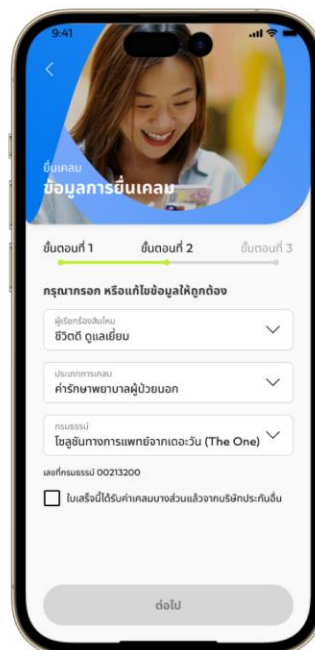 9:41
ยื่นเคลม
ข้อมูลการยื่นเคลม
ขั้นตอนที่ 1 ขั้นตอนที่ 2 ขั้นตอนที่ 3
กรุณากรอก หรือแก้ไขข้อมูลให้ถูกต้อง
ผู้เรียกร้องสินไหม
ชีวิตดี ดูแลเยี่ยม
ประเภทการเคลม
ค่ารักษาพยาบาลผู้ป่วยนอก
กรมธรรม์
โซลูชันทางการแพทย์จากเดอะวัน (The One)
เลขที่กรมธรรม์ 00213200
ใบเสร็จนี้ได้รับค่าเคลมบางส่วนแล้วจากบริษัทประกันอื่น
ต่อไป